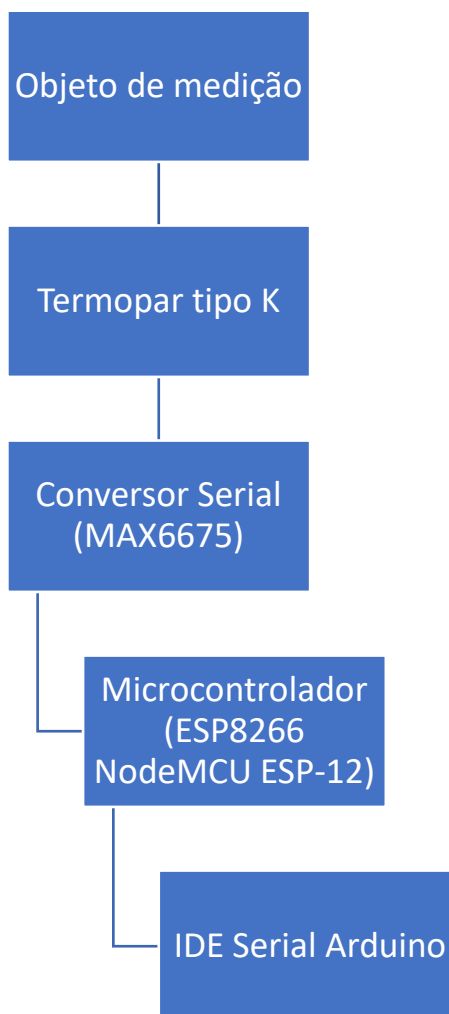 Objeto de medição
Termopar tipo K
Conversor Serial
(MAX6675)
Microcontrolador
(ESP8266
NodeMCU ESP-12)
IDE Serial Arduino